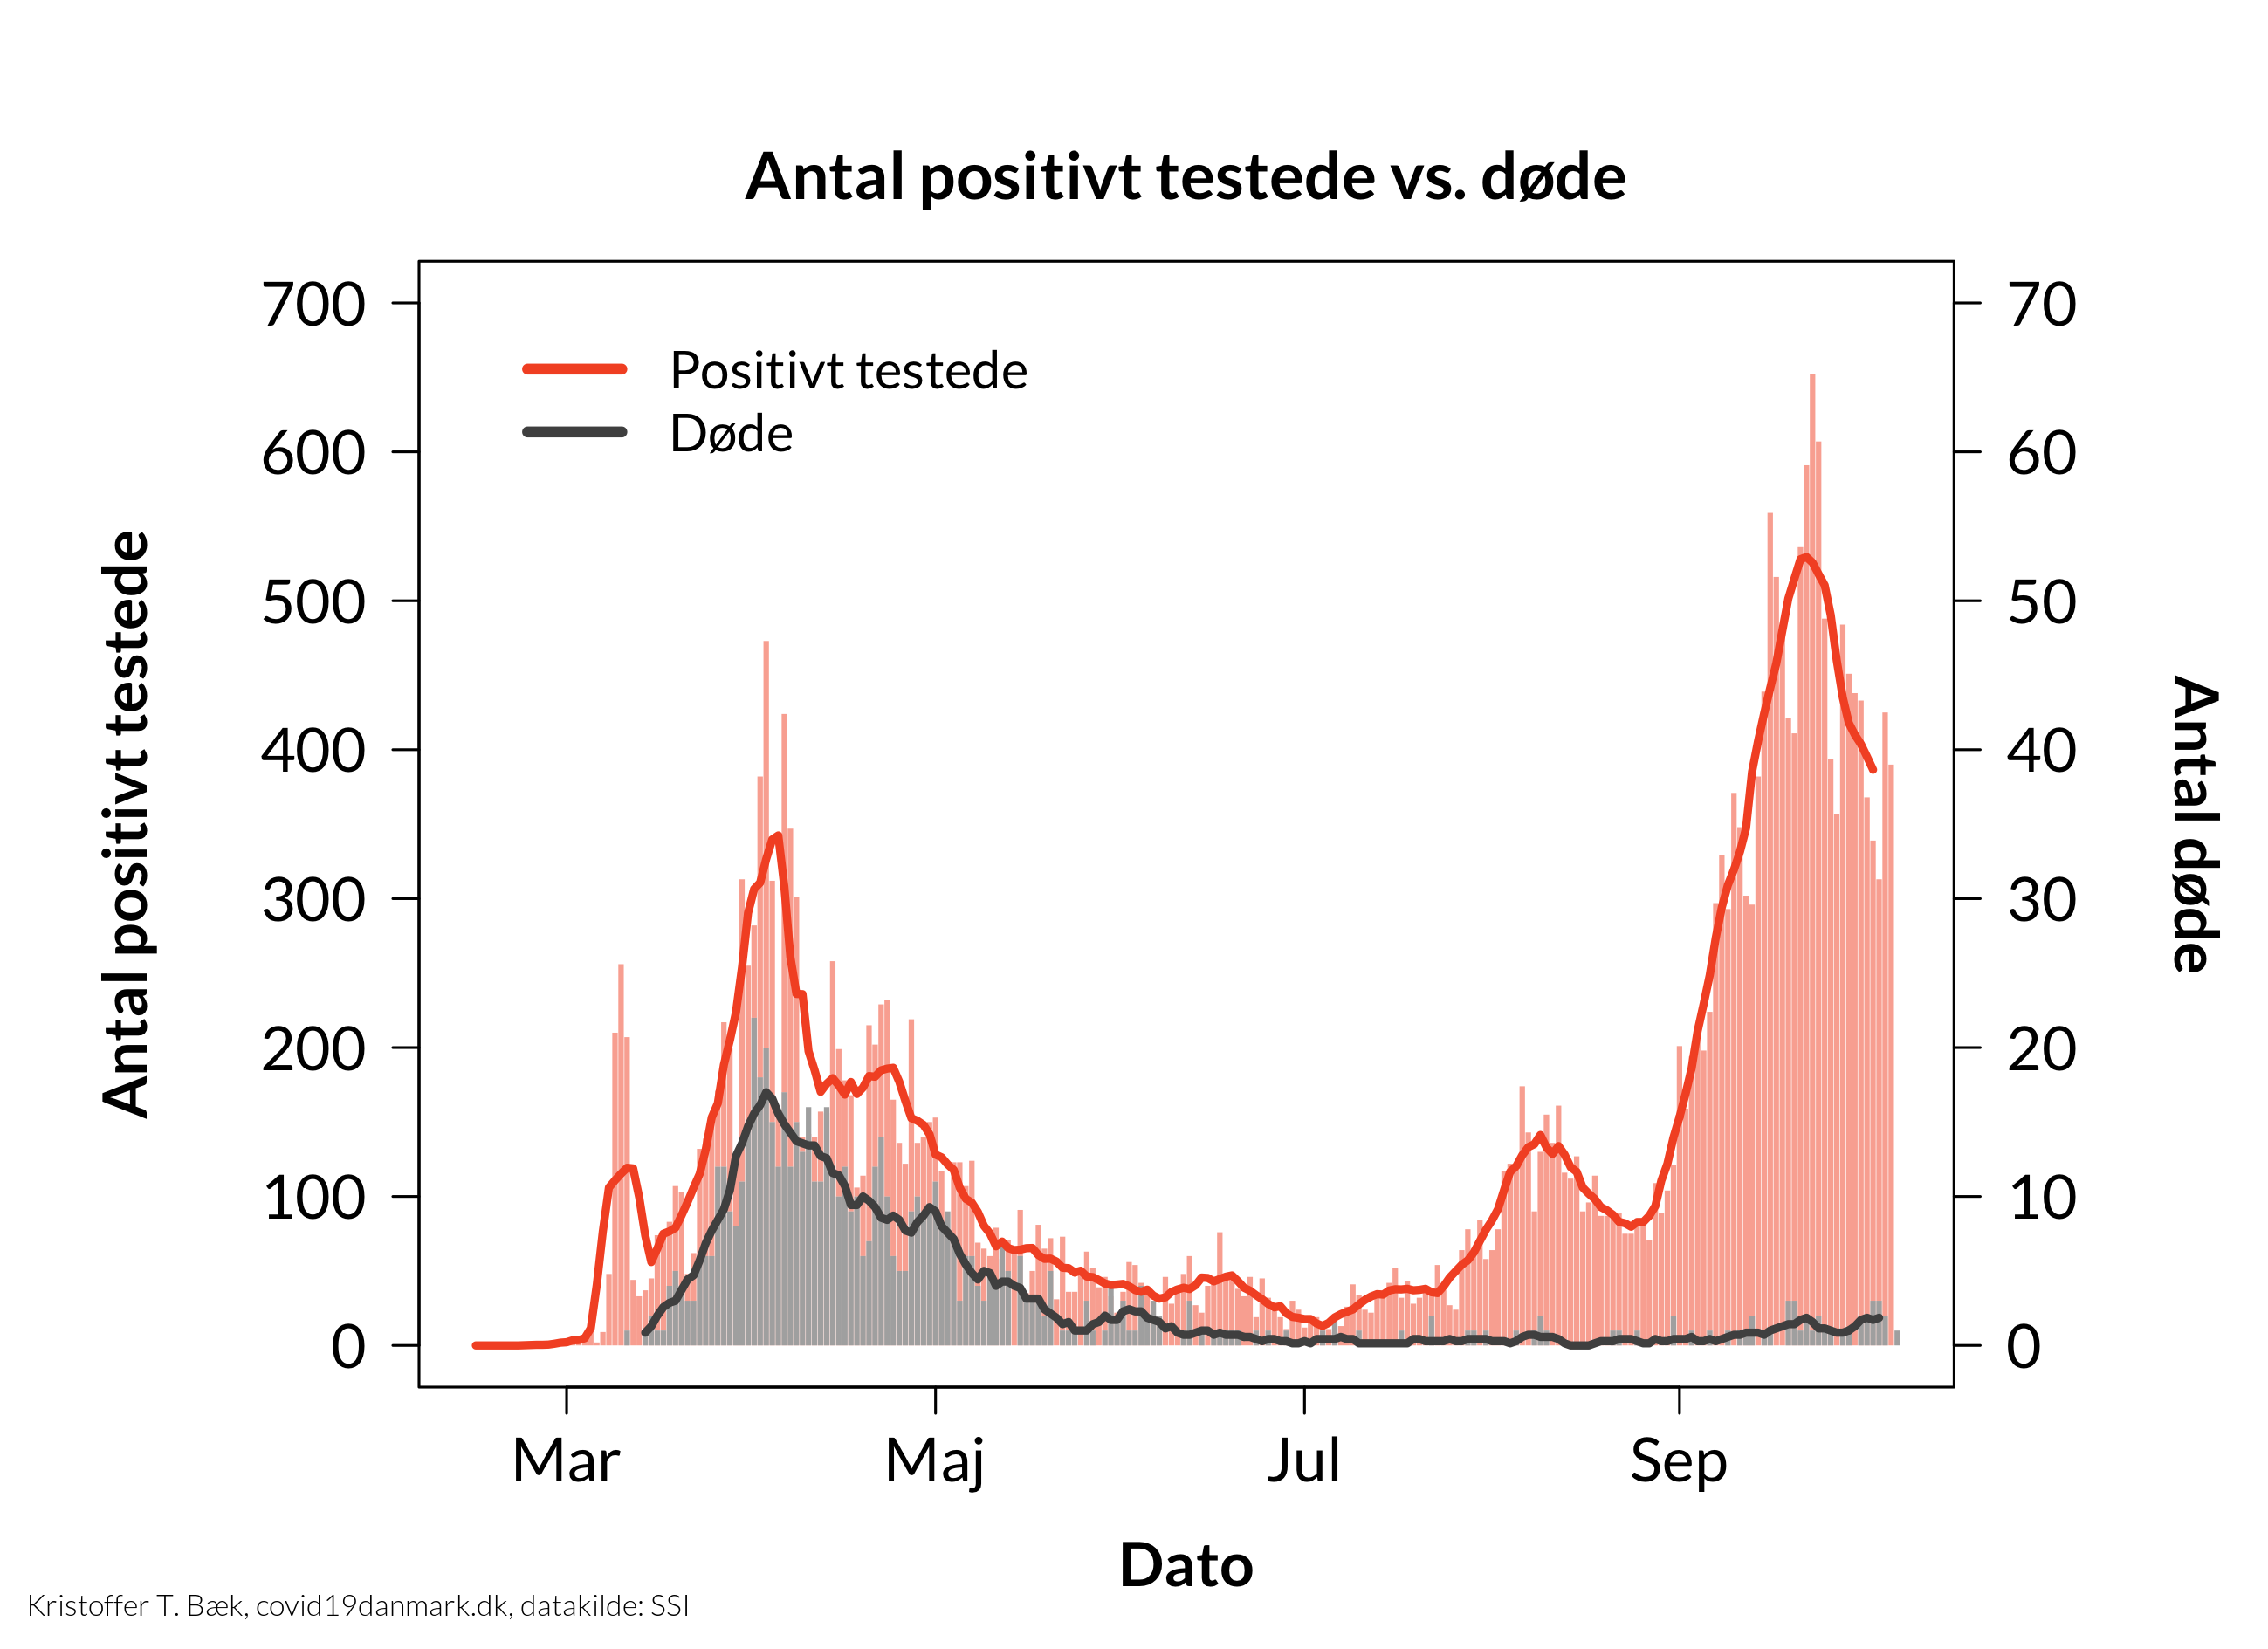 Antal positivt testede vs. døde
700
600
500
400
300
200
100
0
Antal positivt testede
Positivt testede
Døde
70
60
50
40
30
20
10
0
Antal døde
Mar Maj Jul Sep
Dato
Kristoffer T. Bæk, covid19danmark.dk, datakilde: SSI